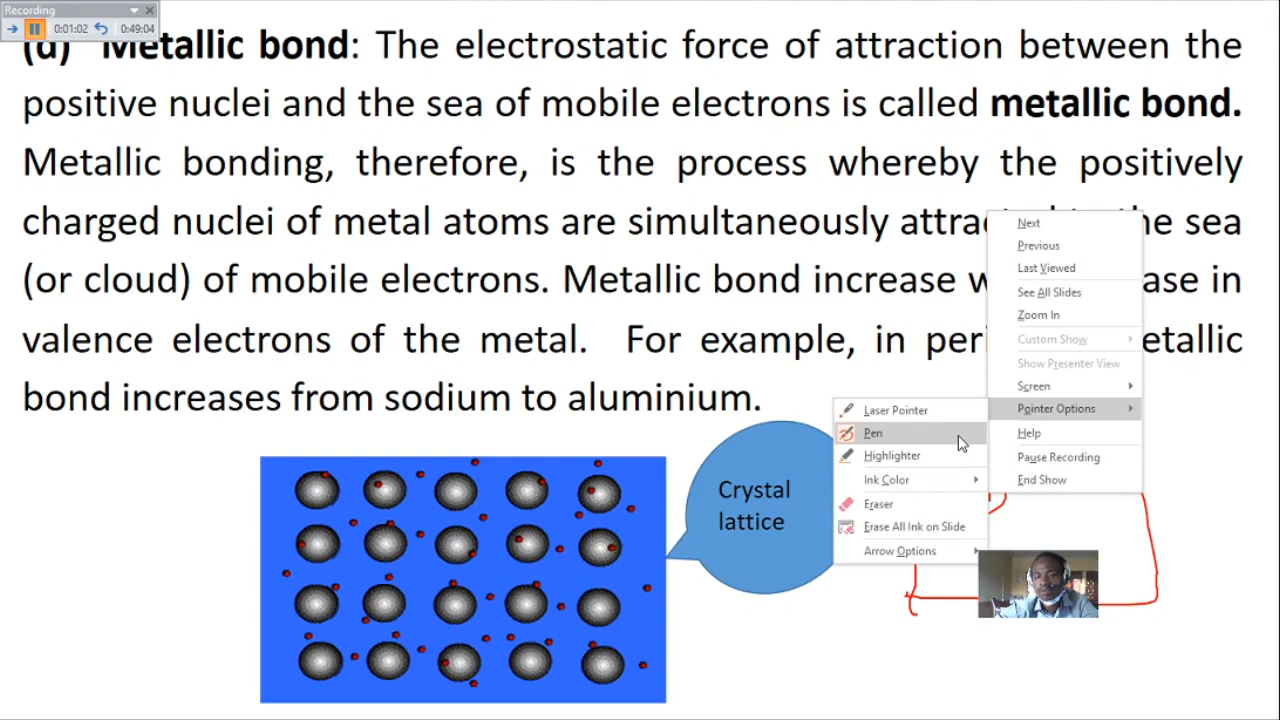 Recording
0:01:02 0:49:04
(d) Metallic bond: The electrostatic force of attraction between the
positive nuclei and the sea of mobile electrons is called metallic bond.
Metallic bonding, therefore, is the process whereby the positively
charged nuclei of metal atoms are simultaneously the sea
(or cloud) of mobile electrons. Metallic bond increase in
valence electrons of the metal. For example, in
bond increases from sodium to aluminium.
Next
Previous
Last Viewed
See All Slides
Zoom In
Custom Show
Show Presenter View
Screen
Pointer Options
Help
Pause Recording
End Show
Laser Pointer
Pen
Highlighter
Ink Color
Eraser
Erase All Ink on Slide
Arrow Options
Crystal
lattice